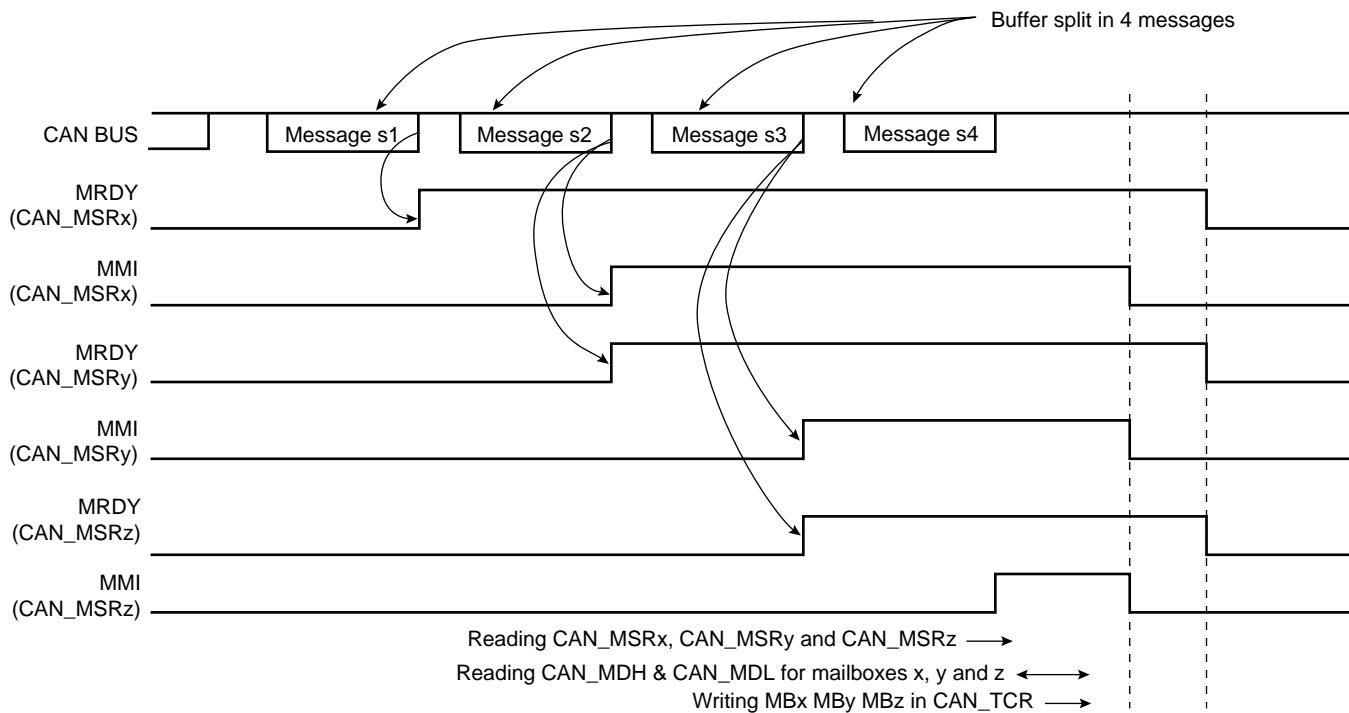 Buffer split in 4 messages
CAN BUS
Message s1
Message s2
Message s3
Message s4
MRDY
(CAN_MSRx)
MMI
(CAN_MSRx)
MRDY
(CAN_MSRy)
MMI
(CAN_MSRy)
MRDY
(CAN_MSRz)
MMI
(CAN_MSRz)
Reading CAN_MSRx, CAN_MSRy and CAN_MSRz
Reading CAN_MDH & CAN_MDL for mailboxes x, y and z
Writing MBx MBy MBz in CAN_TCR